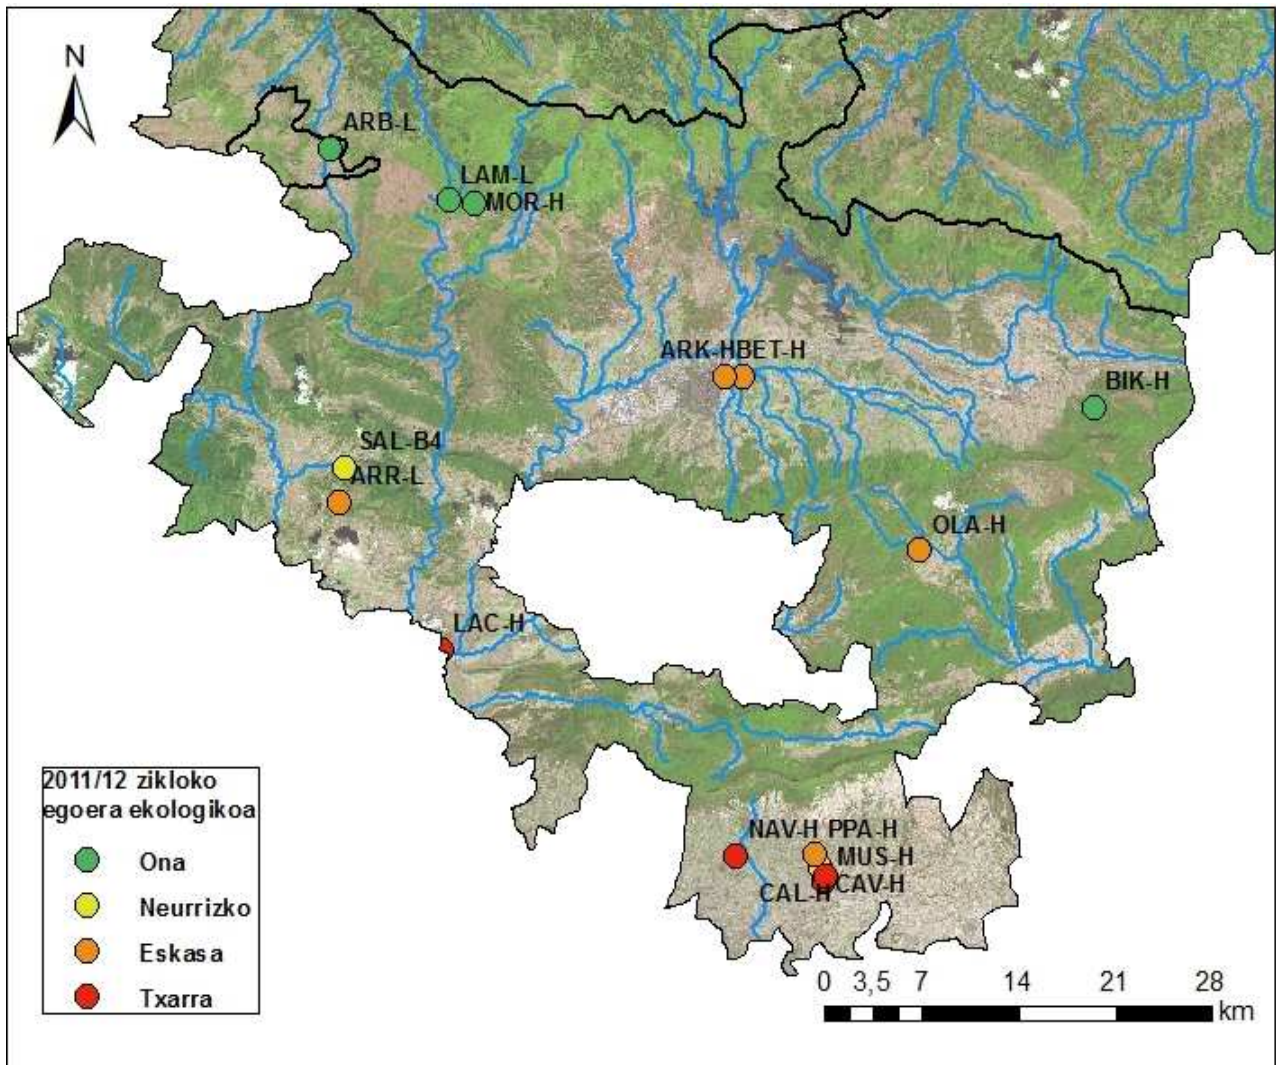 N
ARB-L
LAM-L
MOR-H
ARK-H BET-H
BIK-H
SAL-B4
ARR-L
OLA-H
LAC-H
NAV-H PPA-H
MUS-H
CAL-H CAV-H
2011/12 zikloko
egoera ekologikoa
Ona
Neurrizko
Eskasa
Txarra
0 3,5 7 14 21 28
km